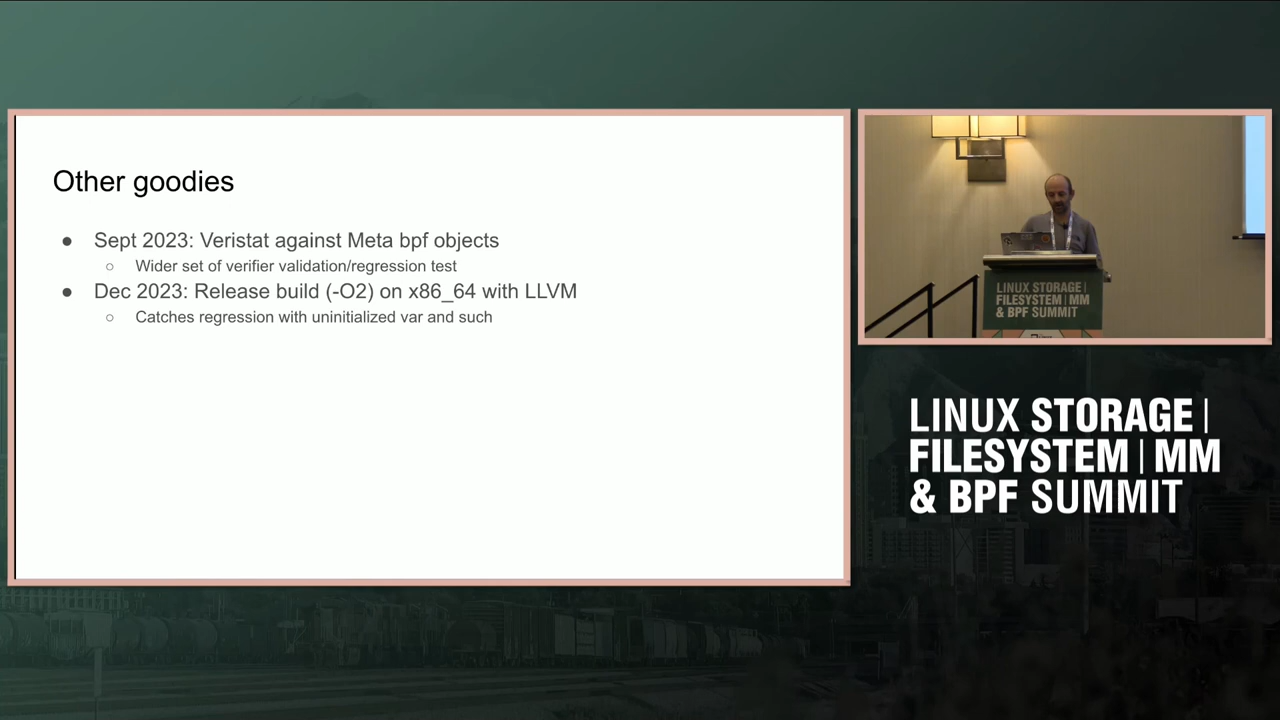 Other goodies
● Sept 2023: Veristat against Meta bpf objects
○ Wider set of verifier validation/regression test
● Dec 2023: Release build (-O2) on x86_64 with LLVM
○ Catches regression with uninitialized var and such
LINUX STORAGE |
FILESYSTEM | MM
& BPF SUMMIT
LINUX STORAGE |
FILESYSTEM | MM
& BPF SUMMIT